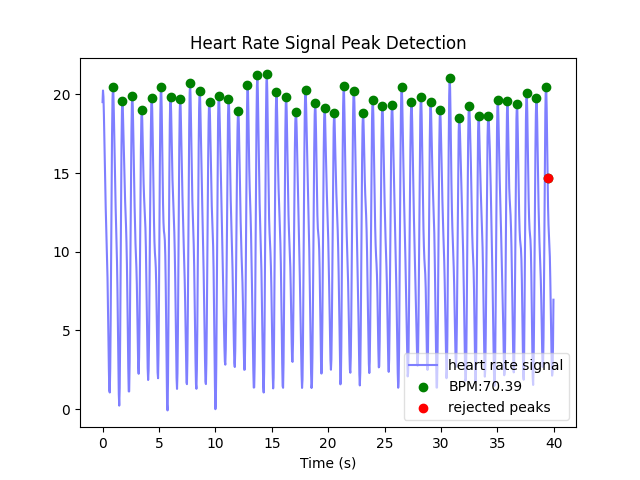 Heart Rate Signal Peak Detection
20
15
10
5
0
0 5 10 15 20 25 30 35 40
Time (s)
heart rate signal
BPM:70.39
rejected peaks